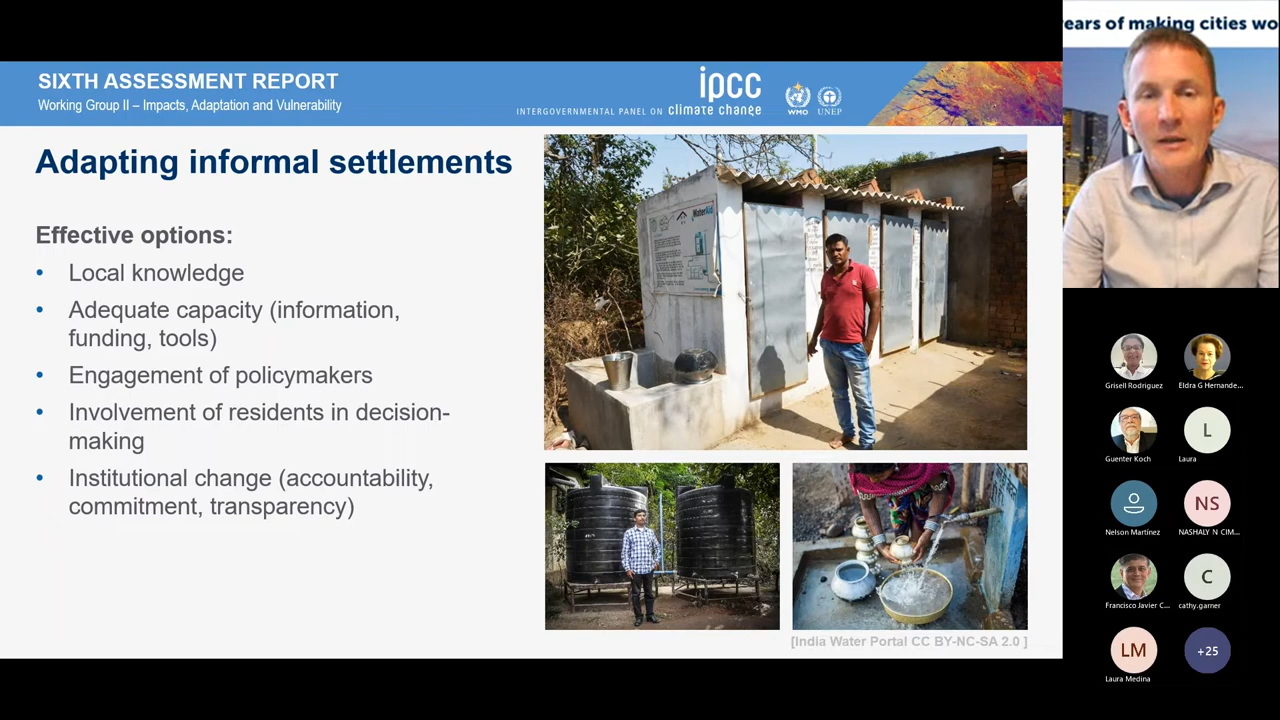 ears of making cities wo
SIXTH ASSESSMENT REPORT
Working Group II – Impacts, Adaptation and Vulnerability
INTERGOVERNMENTAL PANEL ON climate change
ipcc
WMO
UNEP
Adapting informal settlements
Effective options:
• Local knowledge
• Adequate capacity (information,
funding, tools)
• Engagement of policymakers
• Involvement of residents in decision-
making
• Institutional change (accountability,
commitment, transparency)
WaterAid
[India Water Portal CC BY-NC-SA 2.0 ]
Grisell Rodriguez
Eldra G Hernande...
Guenter Koch
L
Laura
Nelson Martínez
NS
NASHALY N CIM...
Francisco Javier C...
C
cathy.garner
LM
Laura Medina
+25